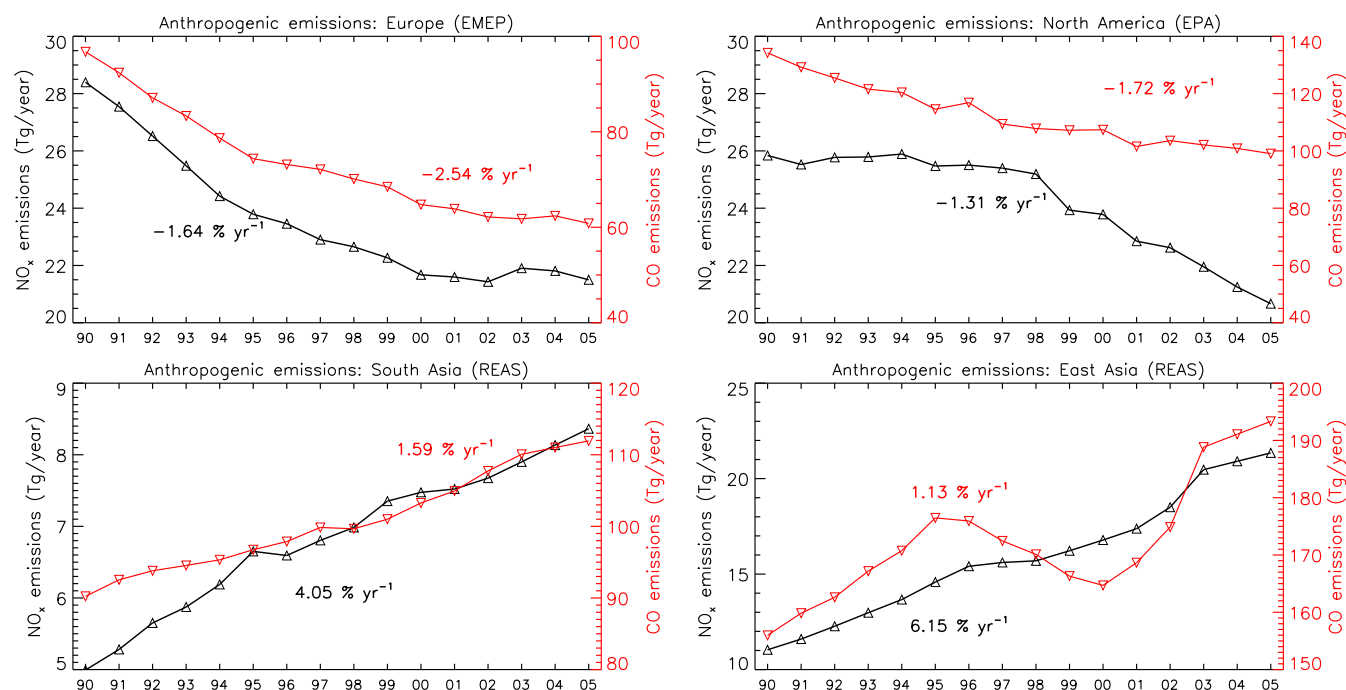 Anthropogenic emissions: Europe (EMEP)
NOₓ emissions (Tg/year)
30
28
26
24
22
20
100
80
60
40
CO emissions (Tg/year)
−2.54 % yr⁻¹
−1.64 % yr⁻¹
90 91 92 93 94 95 96 97 98 99 00 01 02 03 04 05
Anthropogenic emissions: North America (EPA)
NOₓ emissions (Tg/year)
30
28
26
24
22
20
140
120
100
80
60
40
CO emissions (Tg/year)
−1.72 % yr⁻¹
−1.31 % yr⁻¹
90 91 92 93 94 95 96 97 98 99 00 01 02 03 04 05
Anthropogenic emissions: South Asia (REAS)
NOₓ emissions (Tg/year)
9
8
7
6
5
120
110
100
90
80
CO emissions (Tg/year)
1.59 % yr⁻¹
4.05 % yr⁻¹
90 91 92 93 94 95 96 97 98 99 00 01 02 03 04 05
Anthropogenic emissions: East Asia (REAS)
NOₓ emissions (Tg/year)
25
20
15
10
200
190
180
170
160
150
CO emissions (Tg/year)
1.13 % yr⁻¹
6.15 % yr⁻¹
90 91 92 93 94 95 96 97 98 99 00 01 02 03 04 05